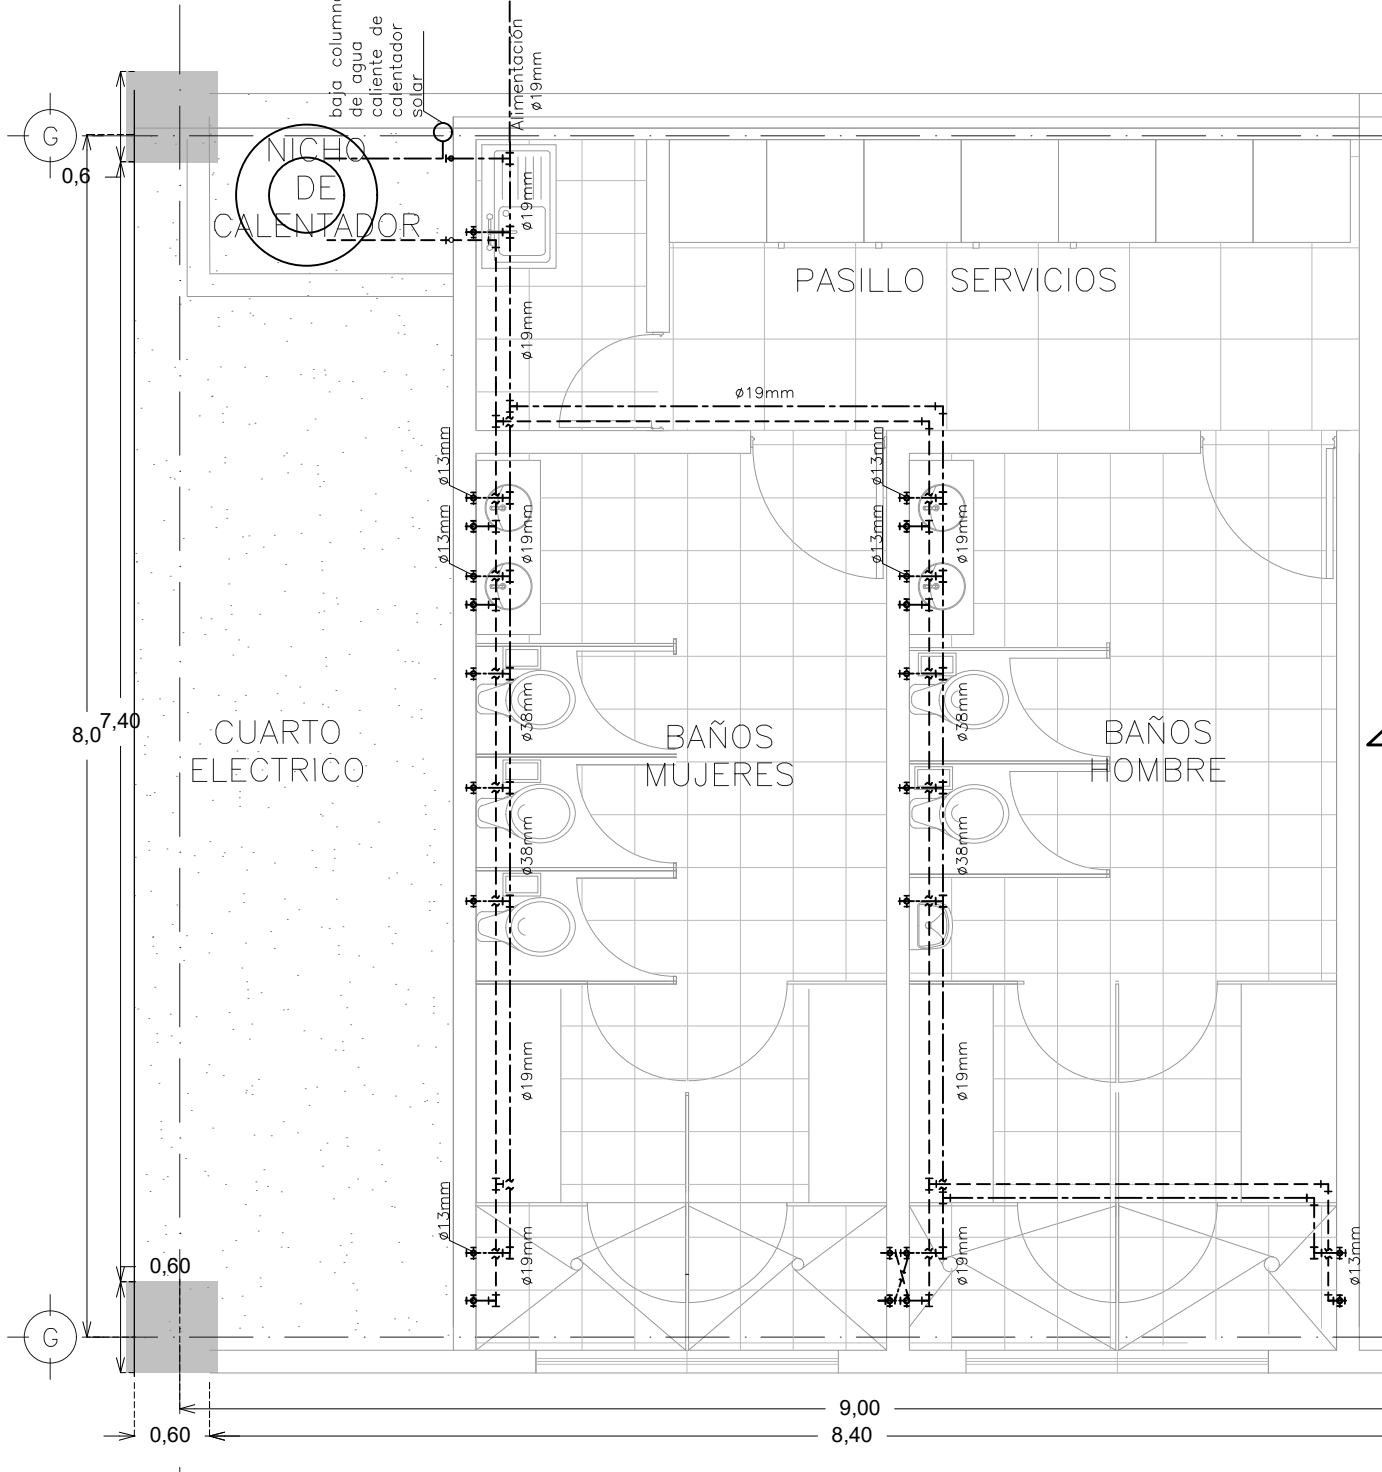 baja columna
de agua
caliente de
calentador
solar
Alimentación
ø19mm
G
0,6
NICHO
DE
CALENTADOR
ø19mm
PASILLO SERVICIOS
ø19mm
ø19mm
ø13mm
ø13mm
ø13mm
ø19mm
ø13mm
ø19mm
8,0
7,40
CUARTO
ELECTRICO
ø38mm
BAÑOS
MUJERES
ø38mm
BAÑOS
HOMBRE
ø38mm
ø38mm
ø19mm
ø19mm
ø13mm
0,60
ø19mm
ø19mm
ø13mm
G
9,00
0,60
8,40